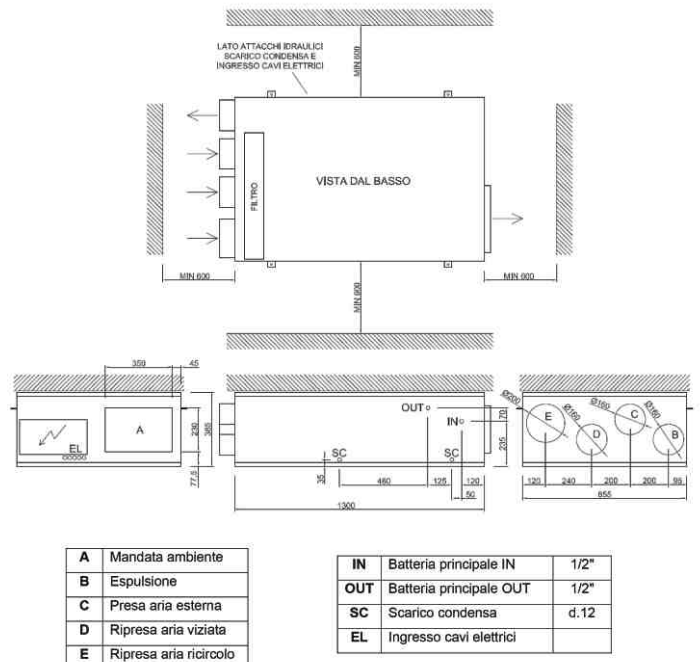 LATO ATTACCHI IDRAULICI
SCARICO CONDENSA E
INGRESSO CAVI ELETTRICI
MIN 600
FILTRO
VISTA DAL BASSO
MIN 600
MIN 600
MIN 600
350
45
A
EL
230
385
77,5
OUT
IN
SC
SC
70
235
35
460
125
120
50
1300
Ø200
Ø160
Ø160
Ø160
E
D
C
B
120
240
200
200
95
855
A Mandata ambiente
B Espulsione
C Presa aria esterna
D Ripresa aria viziata
E Ripresa aria ricircolo
IN Batteria principale IN 1/2"
OUT Batteria principale OUT 1/2"
SC Scarico condensa d.12
EL Ingresso cavi elettrici